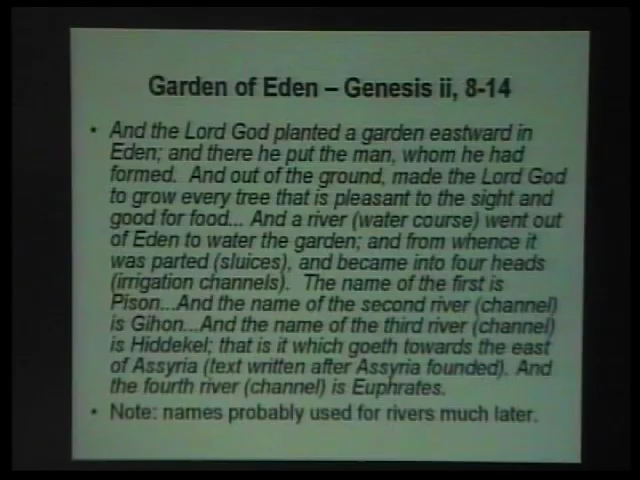 Garden of Eden – Genesis ii, 8-14
• And the Lord God planted a garden eastward in
Eden; and there he put the man, whom he had
formed. And out of the ground, made the Lord God
to grow every tree that is pleasant to the sight and
good for food... And a river (water course) went out
of Eden to water the garden; and from whence it
was parted (sluices), and became into four heads
(irrigation channels). The name of the first is
Pison...And the name of the second river (channel)
is Gihon...And the name of the third river (channel)
is Hiddekel; that is it which goeth towards the east
of Assyria (text written after Assyria founded). And
the fourth river (channel) is Euphrates.
• Note: names probably used for rivers much later.